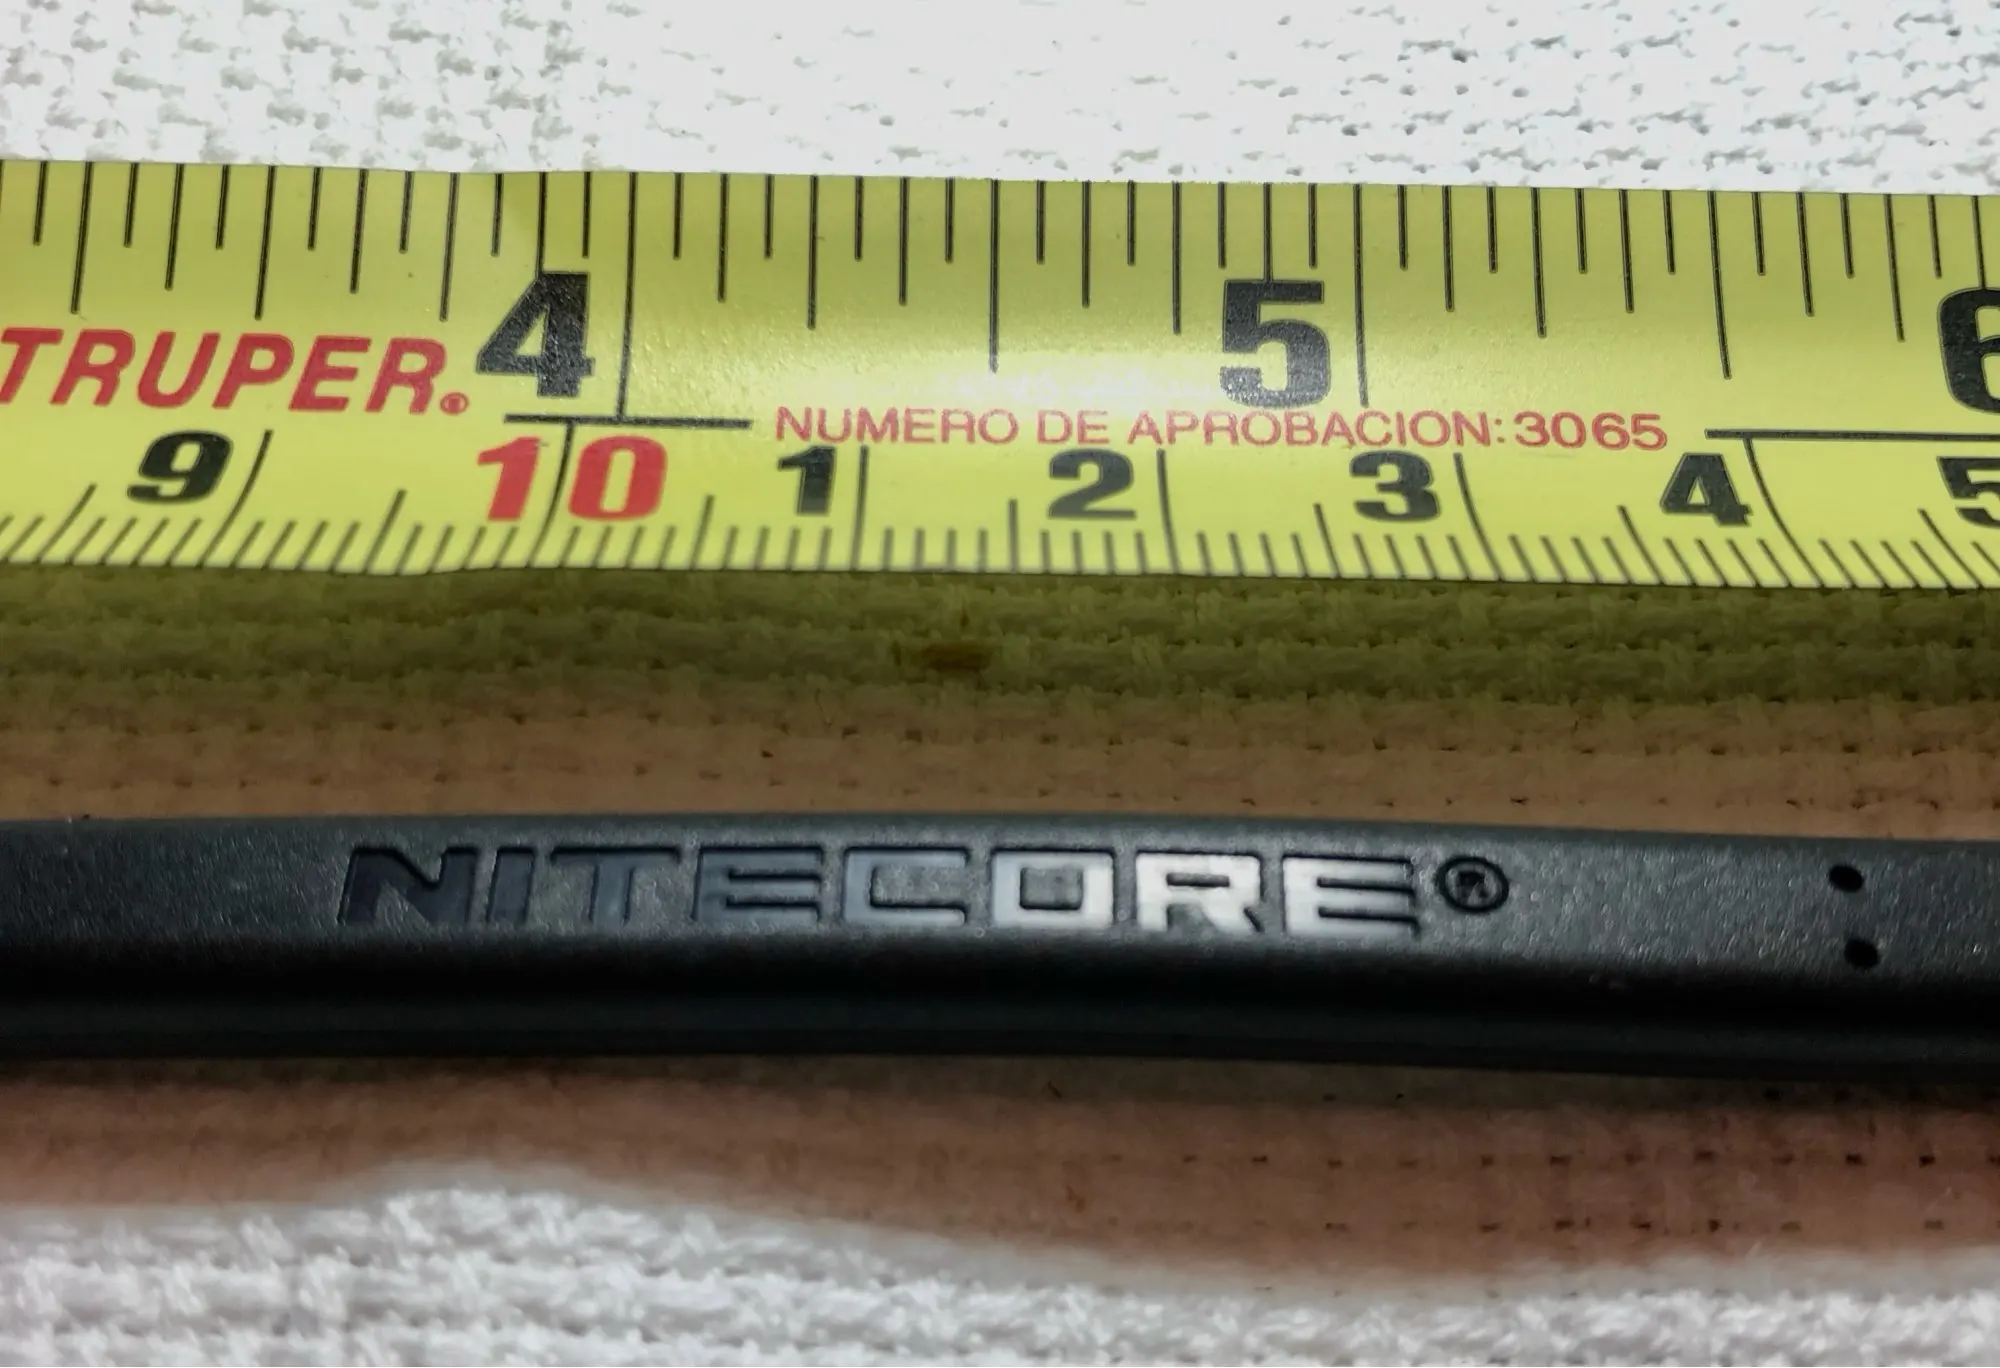 4 5 6
TRUPER®
NUMERO DE APROBACION: 3065
9 10 1 2 3 4 5
NITECORE®